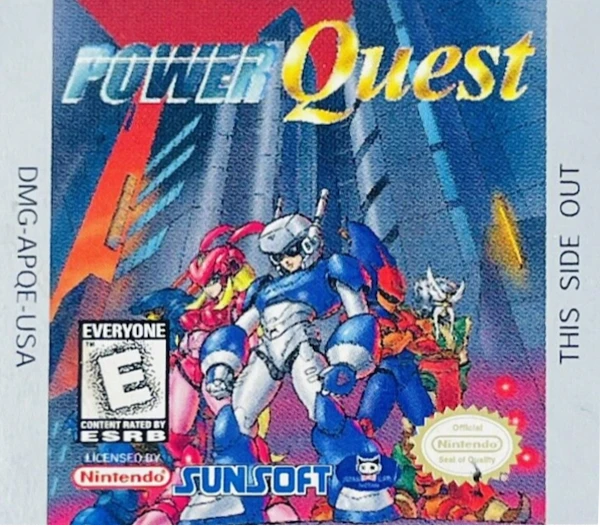 POWER Quest
DMG-APQE-USA
THIS SIDE OUT
EVERYONE
E
CONTENT RATED BY
ESRB
LICENSED BY
Nintendo
SUNSOFT
Official
Nintendo
Seal of Quality